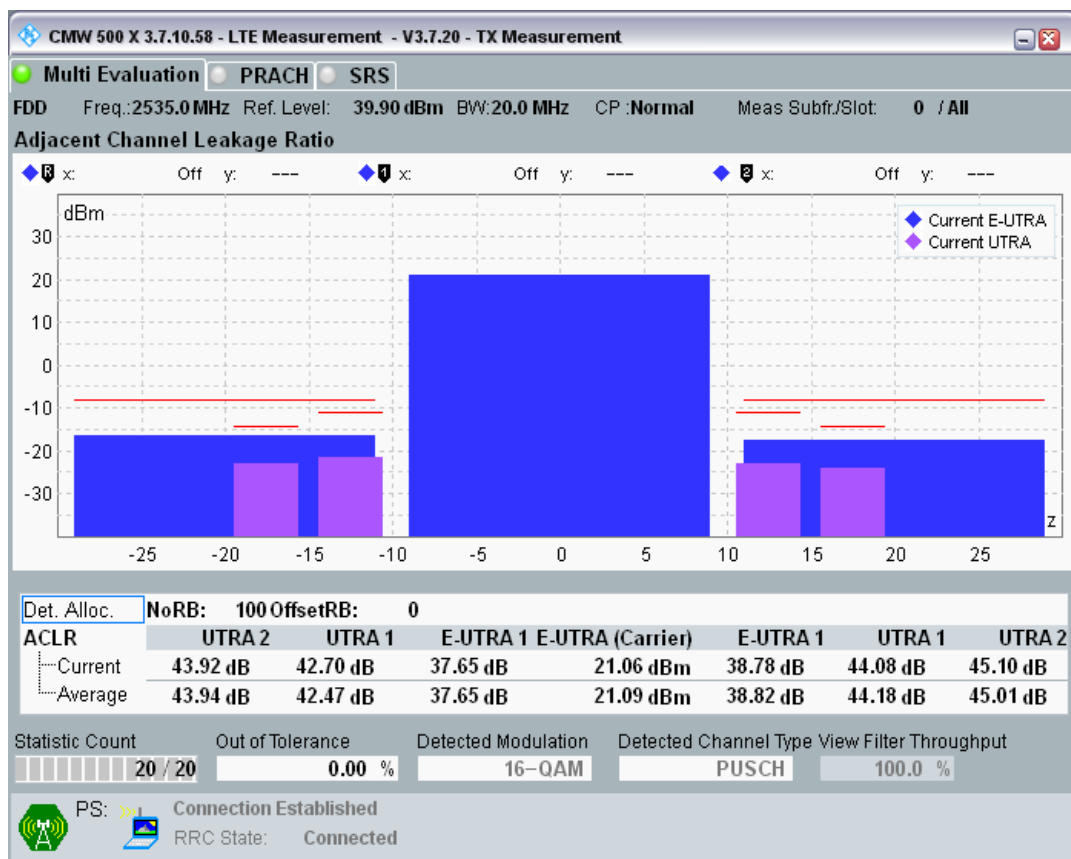 CMW 500 X 3.7.10.58 - LTE Measurement - V3.7.20 - TX Measurement
Multi Evaluation PRACH SRS
FDD Freq.:2535.0 MHz Ref. Level: 39.90 dBm BW:20.0 MHz CP :Normal Meas Subfr./Slot: 0 / All
Adjacent Channel Leakage Ratio
R x: Off y: --- 1 x: Off y: --- 2 x: Off y: ---
dBm
Current E-UTRA
Current UTRA
30
20
10
0
-10
-20
-30
z
-25 -20 -15 -10 -5 0 5 10 15 20 25
Det. Alloc. NoRB: 100 OffsetRB: 0
ACLR UTRA 2 UTRA 1 E-UTRA 1 E-UTRA (Carrier) E-UTRA 1 UTRA 1 UTRA 2
Current 43.92 dB 42.70 dB 37.65 dB 21.06 dBm 38.78 dB 44.08 dB 45.10 dB
Average 43.94 dB 42.47 dB 37.65 dB 21.09 dBm 38.82 dB 44.18 dB 45.01 dB
Statistic Count Out of Tolerance Detected Modulation Detected Channel Type View Filter Throughput
20 / 20 0.00 % 16-QAM PUSCH 100.0 %
PS: Connection Established
RRC State: Connected